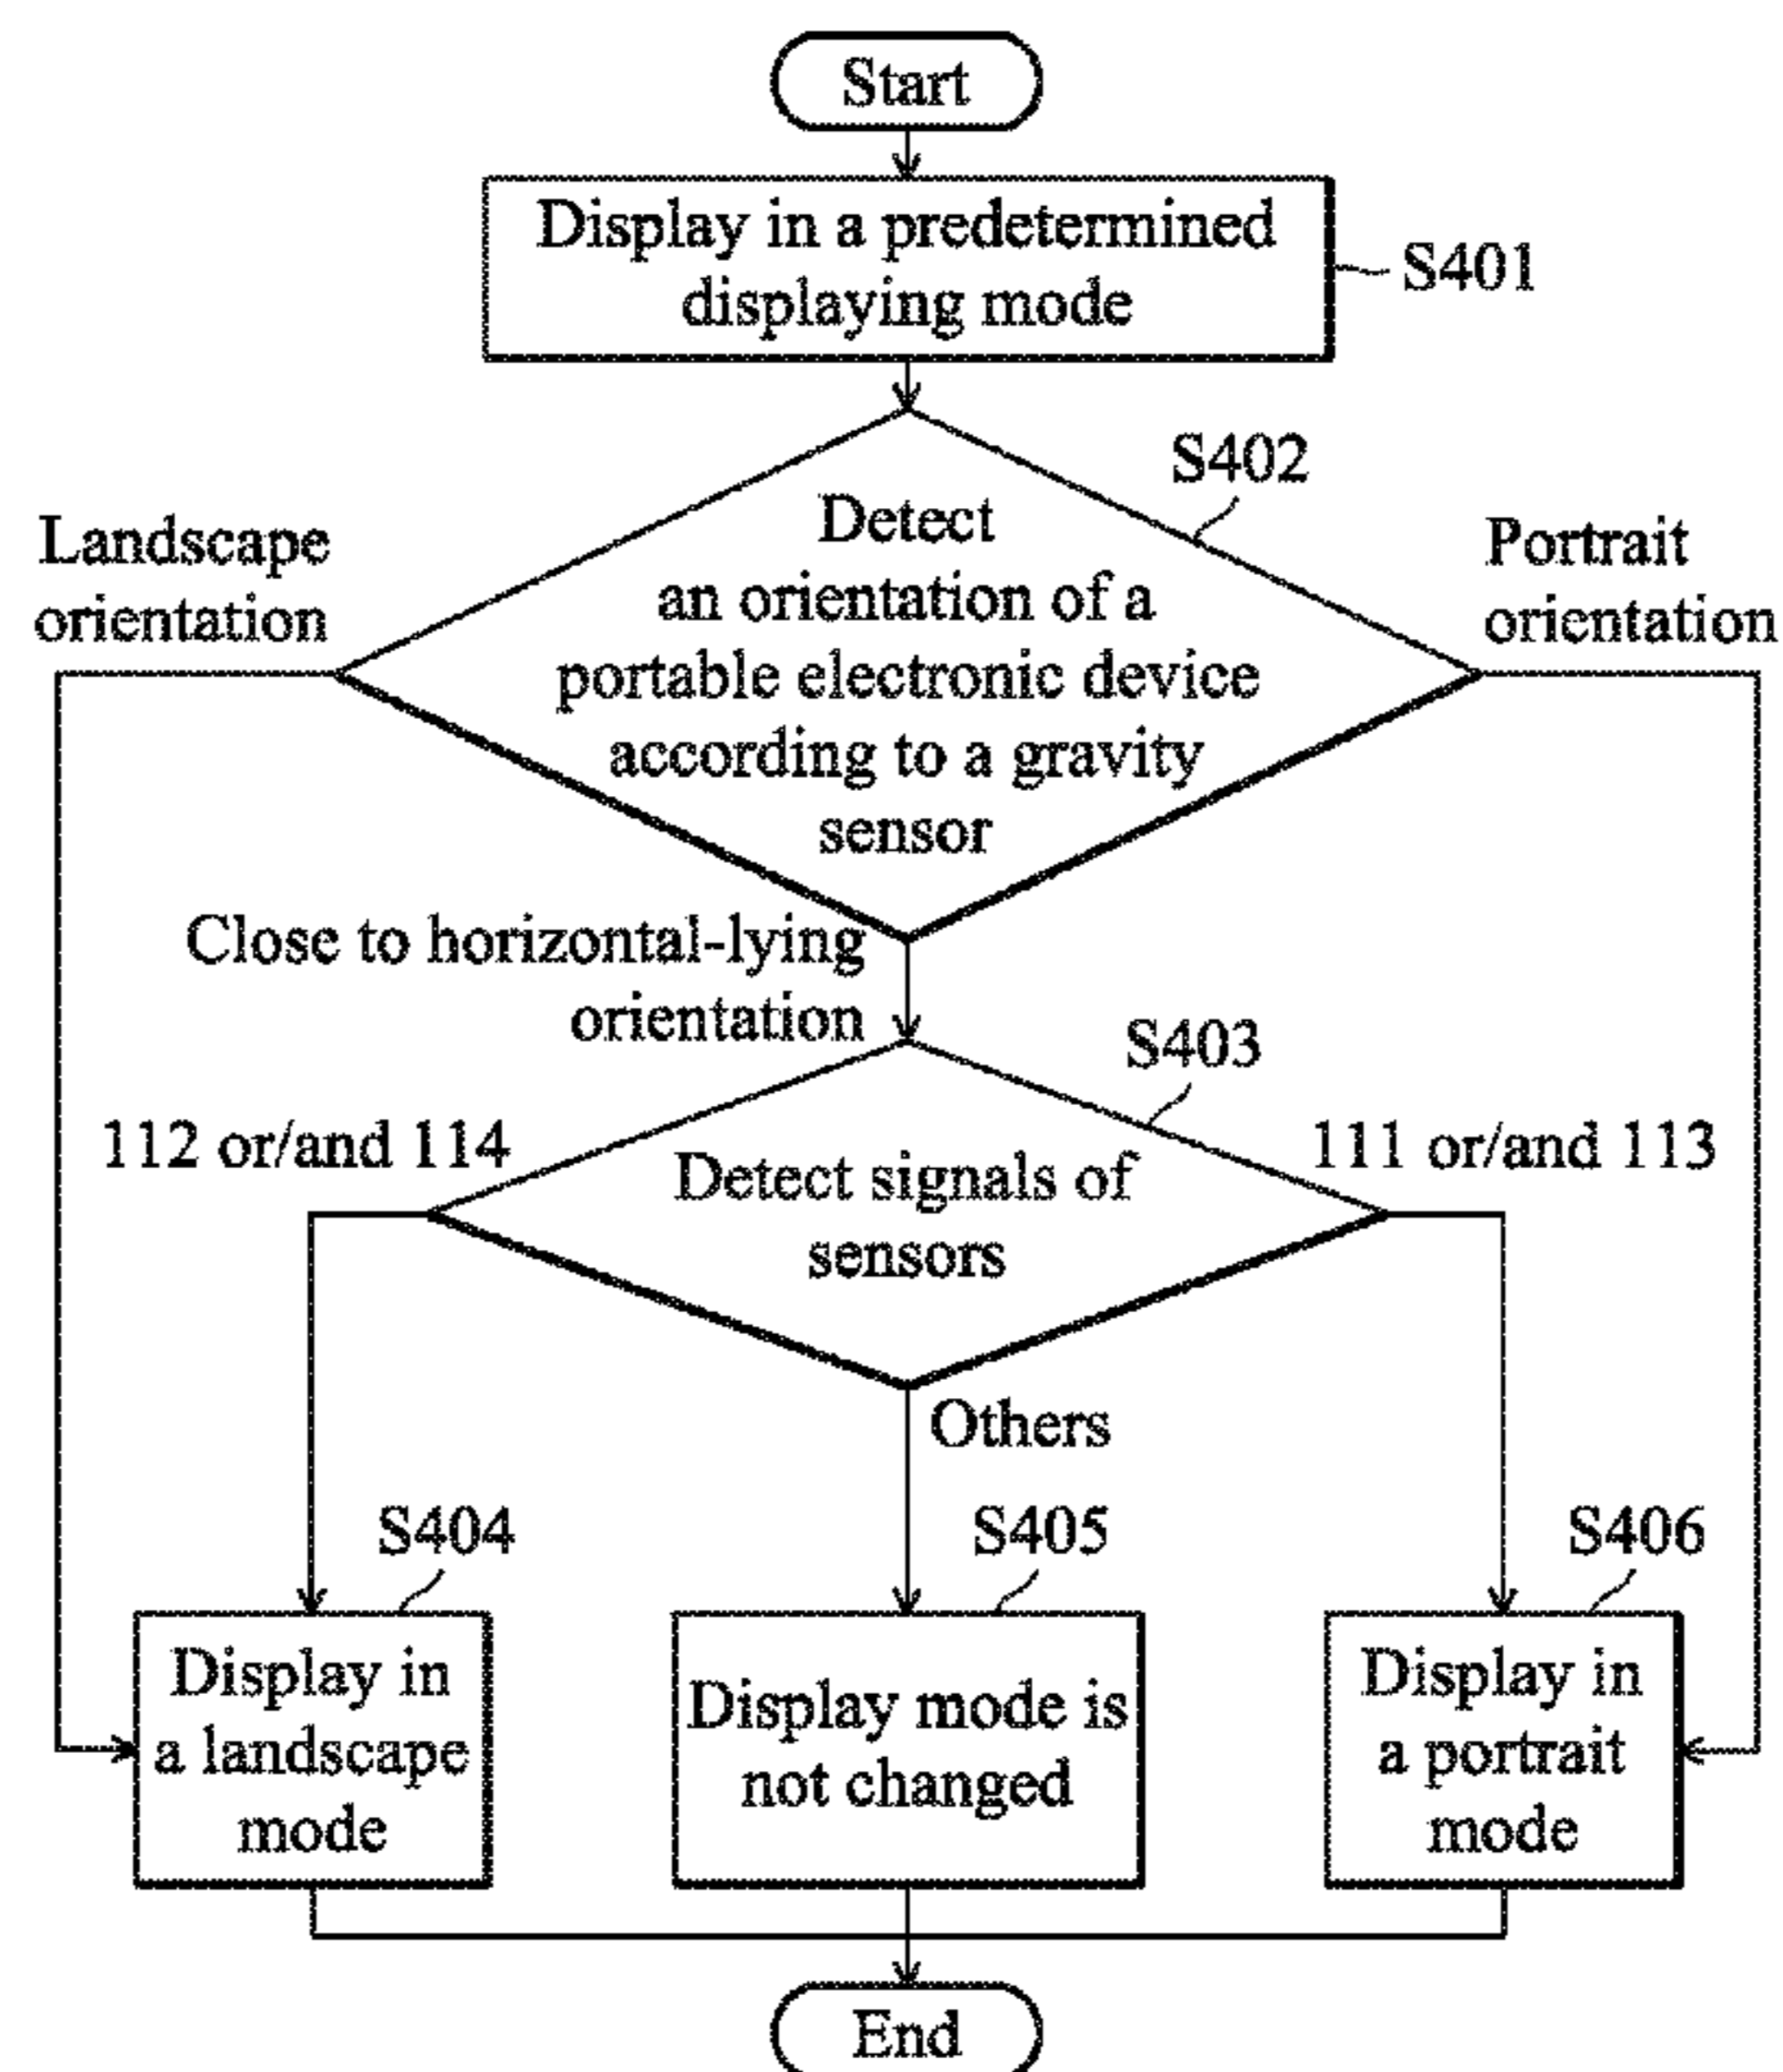 Start
Display in a predetermined
displaying mode
S401
S402
Detect
an orientation of a
portable electronic device
according to a gravity
sensor
Landscape
orientation
Portrait
orientation
Close to horizontal-lying
orientation
S403
112 or/and 114
111 or/and 113
Detect signals of
sensors
Others
S404
S405
S406
Display in
a landscape
mode
Display mode is
not changed
Display in
a portrait
mode
End